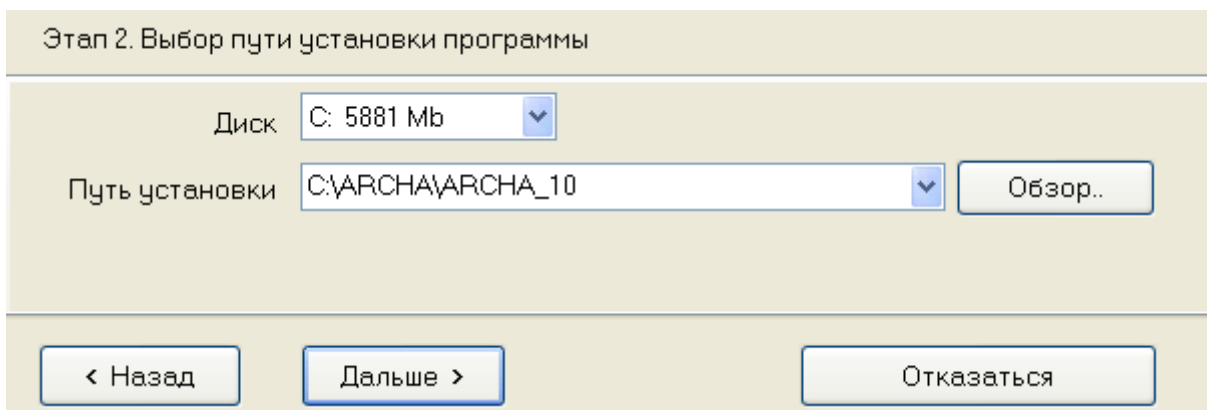 Этап 2. Выбор пути установки программы
Диск C: 5881 Mb
Путь установки C:\ARCHA\ARCHA_10 Обзор..
< Назад Дальше > Отказаться